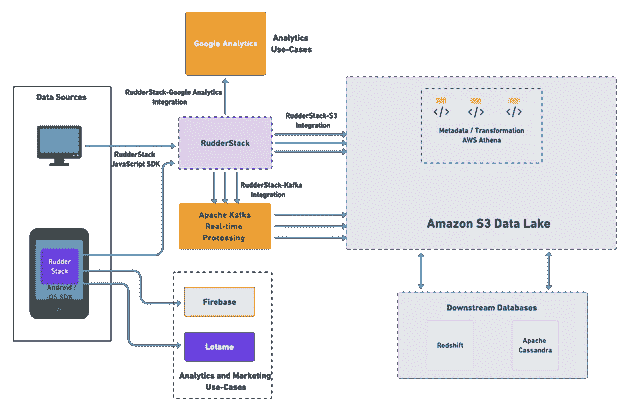 Google Analytics
Analytics
Use-Cases
Data Sources
RudderStack-Google Analytics
Integration
RudderStack-S3
Integration
</>
</>
</>
Metadata / Transformation
AWS Athena
RudderStack
RudderStack
JavaScript SDK
RudderStack-Kafka
Integration
Apache Kafka
Real-time
Processing
Amazon S3 Data Lake
Rudder
Stack
Android /
Firebase
Lotame
Analytics and Marketing
Use-Cases
Downstream Databases
Redshift
Apache
Cassandra